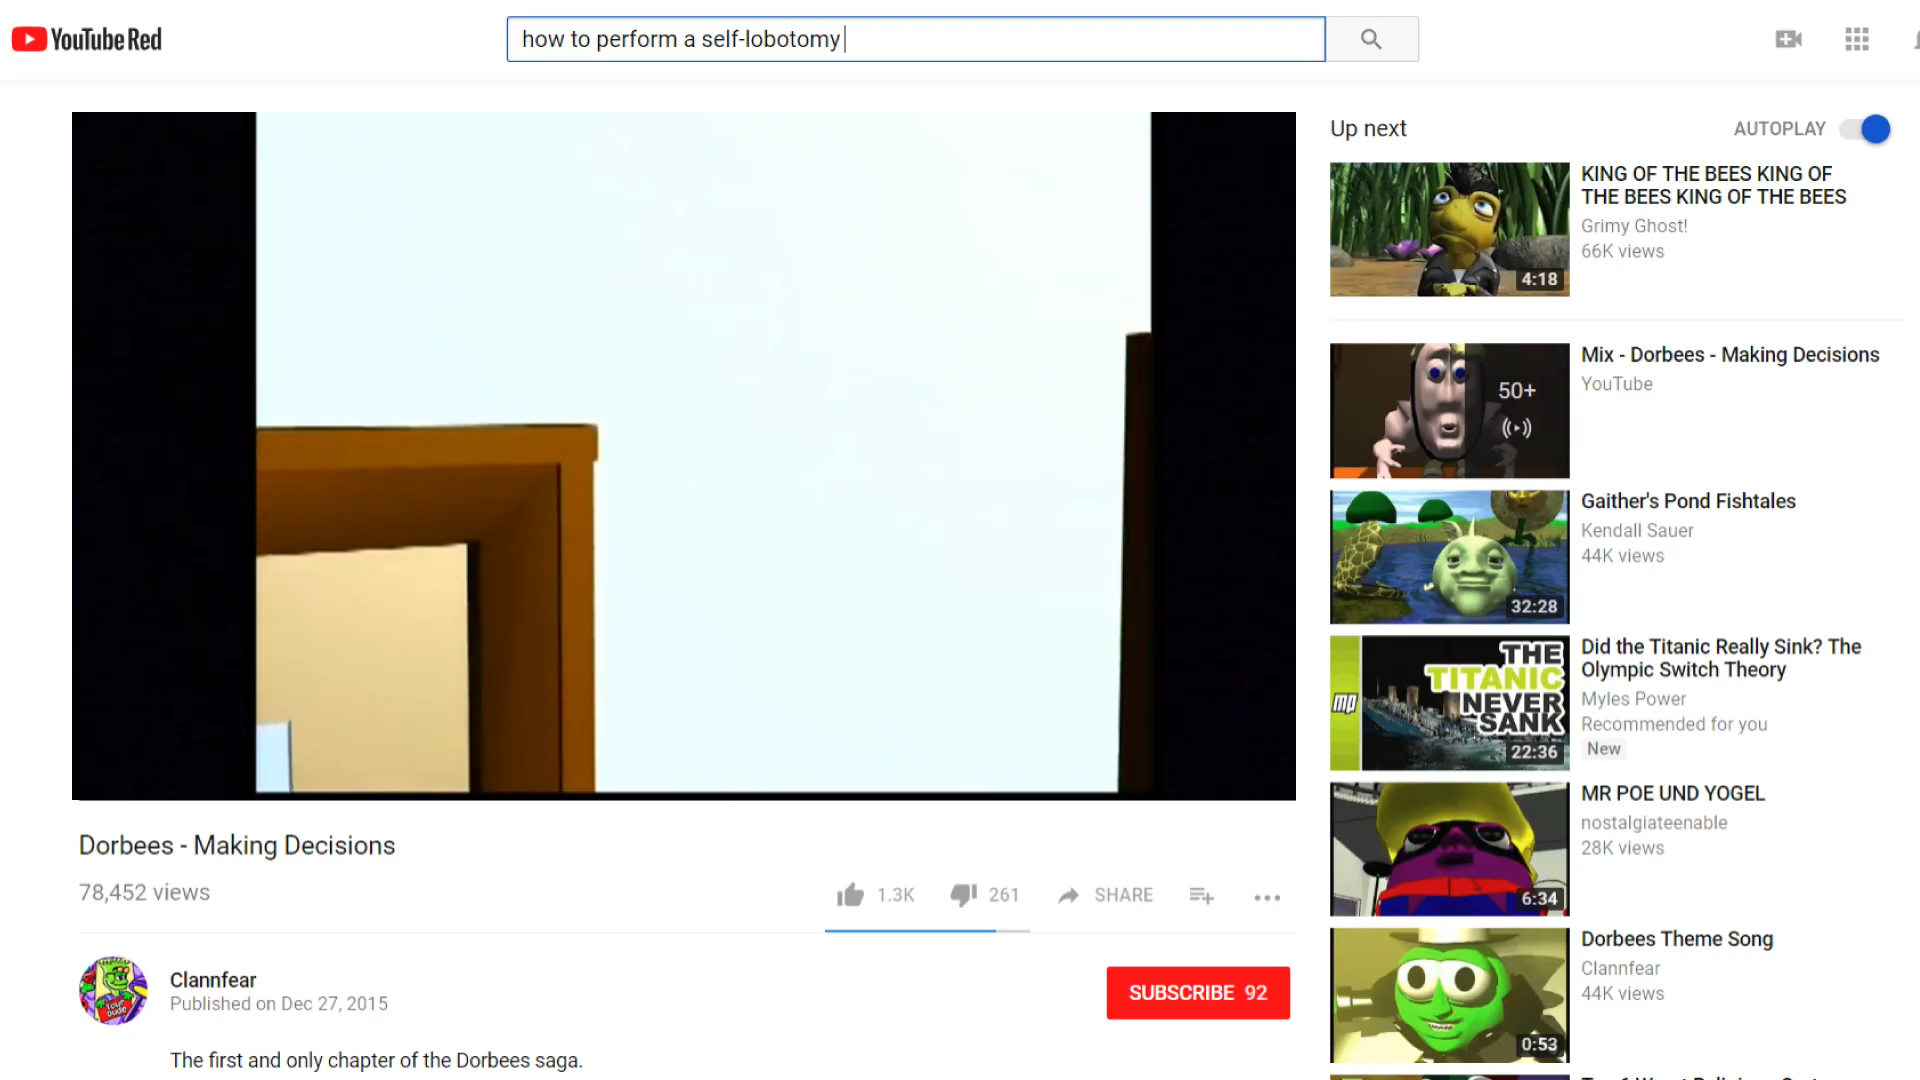 YouTube Red
how to perform a self-lobotomy
Up next
AUTOPLAY
KING OF THE BEES KING OF
THE BEES KING OF THE BEES
Grimy Ghost!
66K views
4:18
Mix - Dorbees - Making Decisions
YouTube
50+
Gaither's Pond Fishtales
Kendall Sauer
44K views
32:28
Did the Titanic Really Sink? The
Olympic Switch Theory
Myles Power
Recommended for you
New
mp
THE
TITANIC
NEVER
SANK
22:36
MR POE UND YOGEL
nostalgiateenable
28K views
6:34
Dorbees Theme Song
Clannfear
44K views
0:53
Dorbees - Making Decisions
78,452 views
1.3K
261
SHARE
Clannfear
Published on Dec 27, 2015
SUBSCRIBE 92
The first and only chapter of the Dorbees saga.